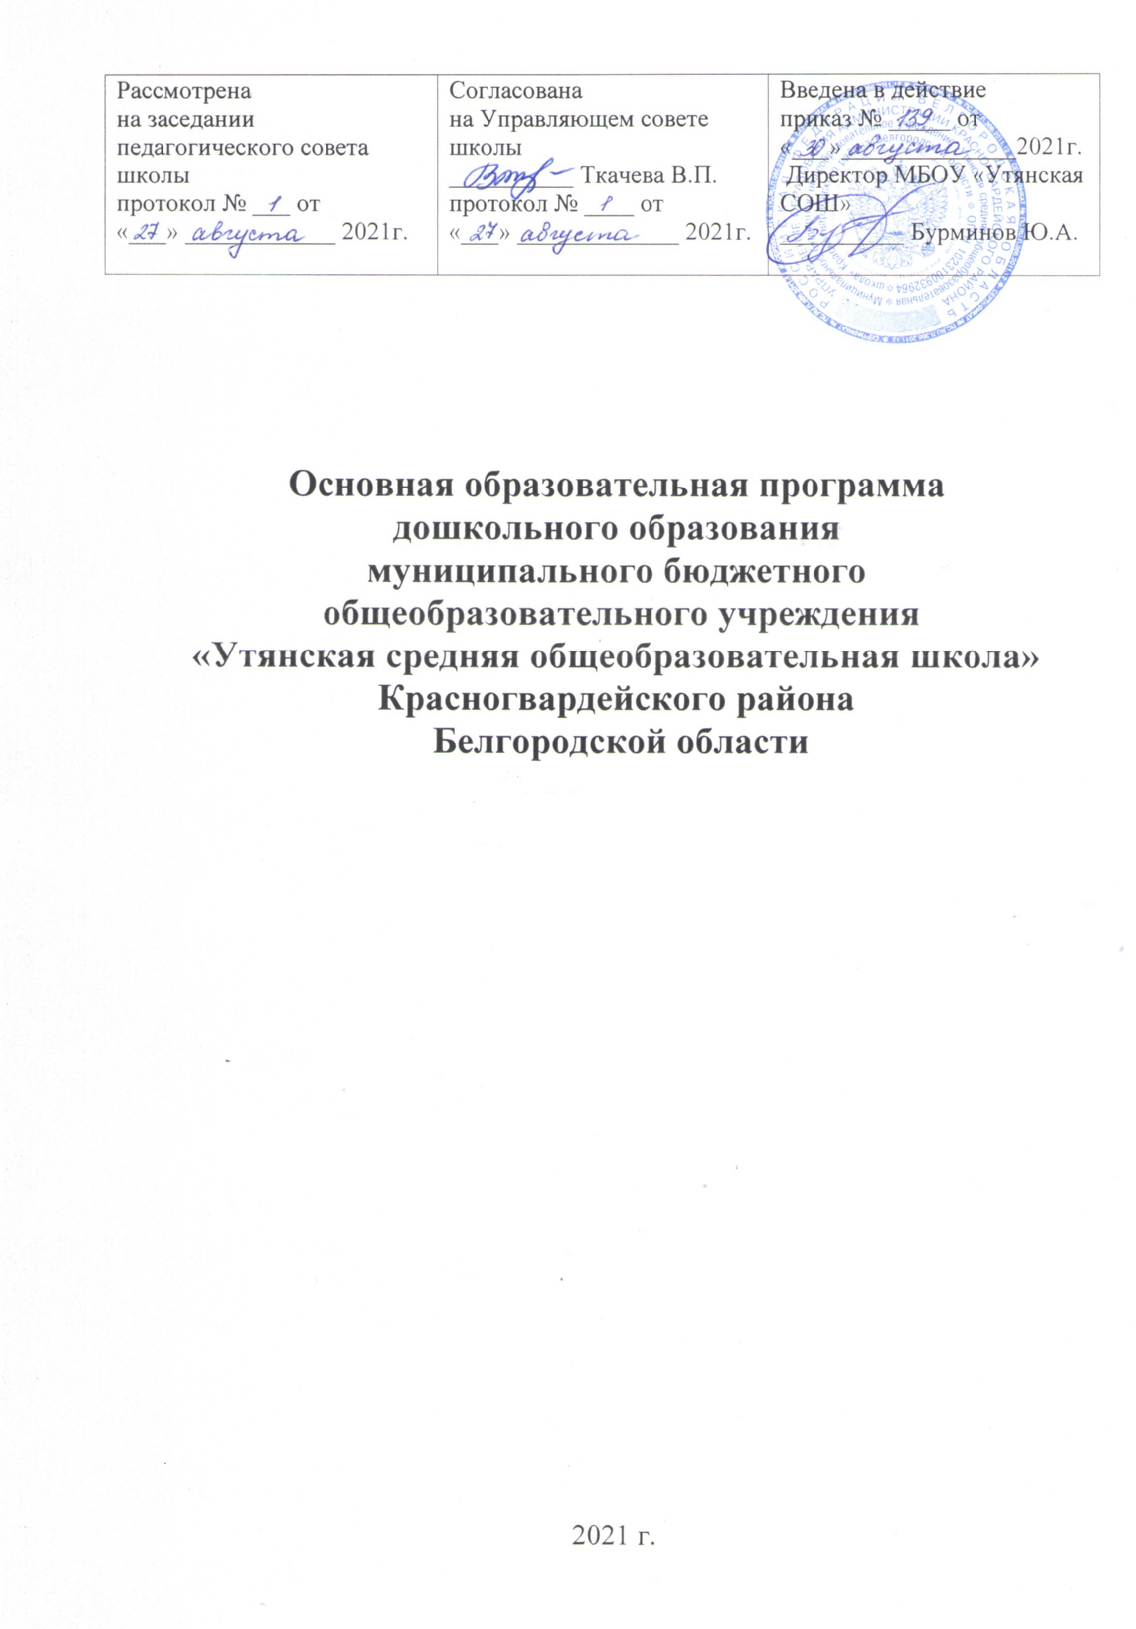 Рассмотрена
на заседании
педагогического совета
школы
протокол № 1 от
«27» августа 2021г.
Согласована
на Управляющем совете
школы
Ткачева В.П.
протокол № 1 от
«27» августа 2021г.
Введена в действие
приказ № 139 от
«30» августа 2021г.
Директор МБОУ «Утянская
СОШ»
Бурминов Ю.А.
Основная образовательная программа
дошкольного образования
муниципального бюджетного
общеобразовательного учреждения
«Утянская средняя общеобразовательная школа»
Красногвардейского района
Белгородской области
2021 г.